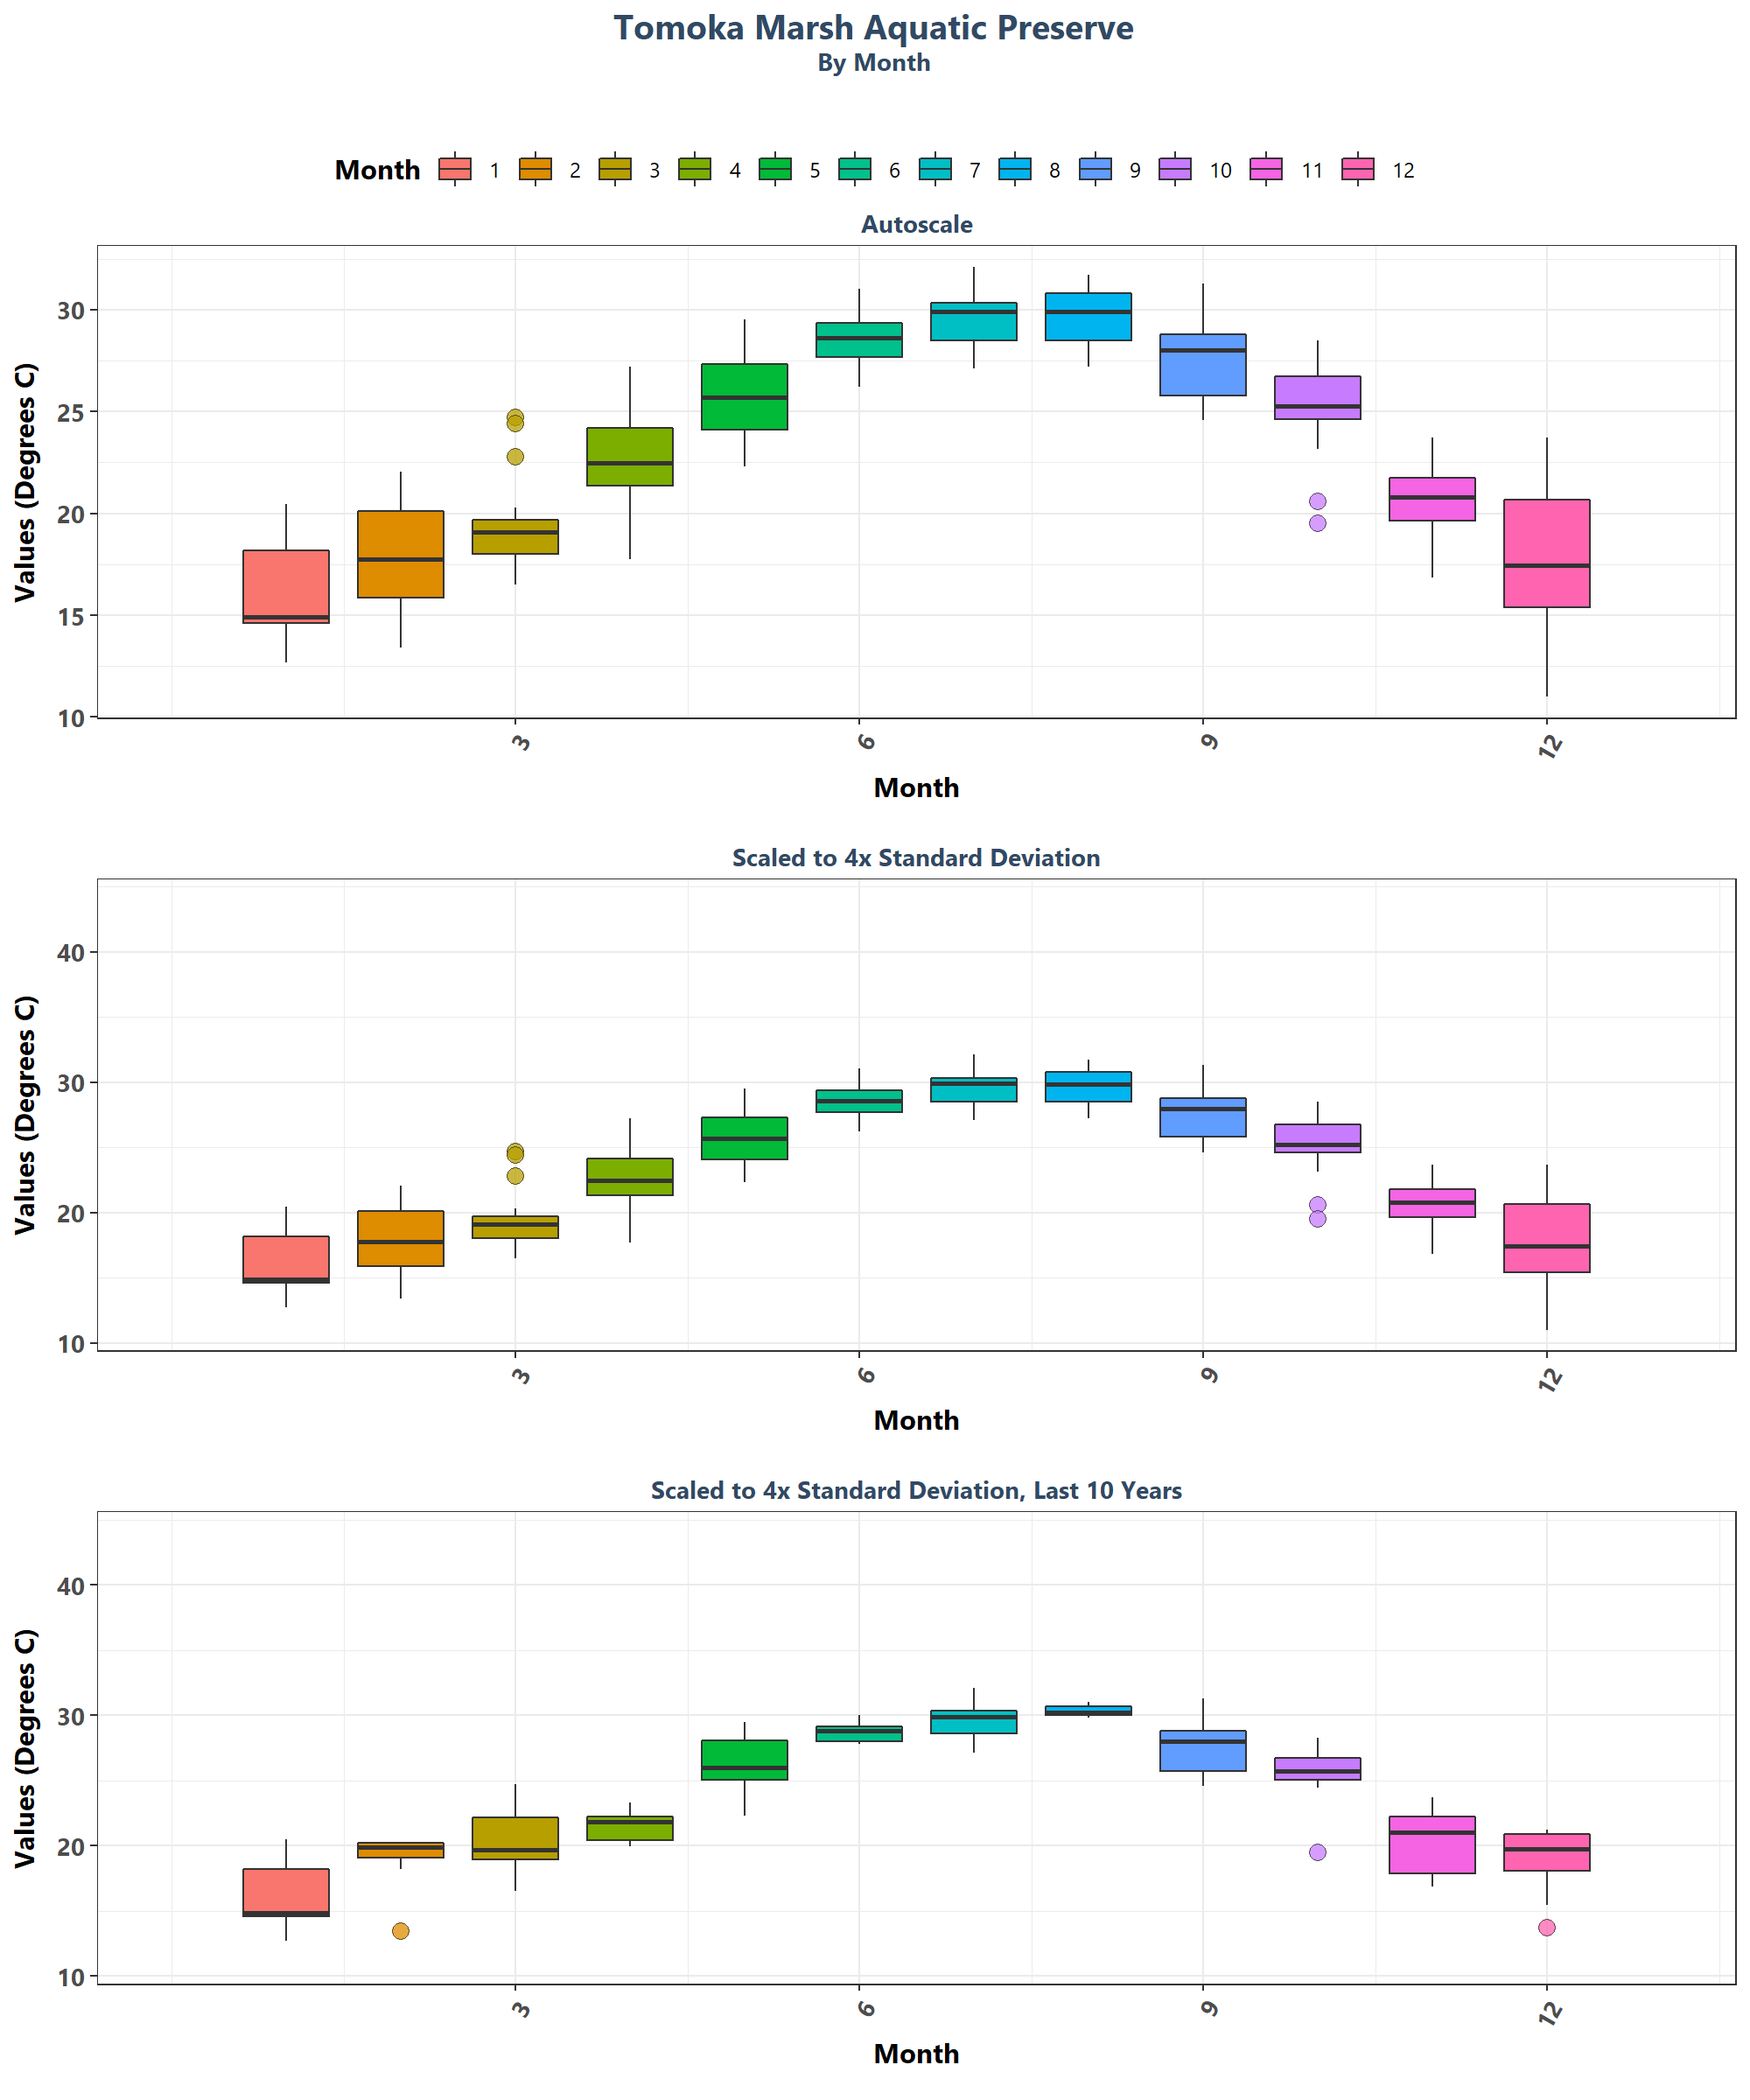 Tomoka Marsh Aquatic Preserve
By Month
Month 1 2 3 4 5 6 7 8 9 10 11 12
Autoscale
Values (Degrees C)
30
25
20
15
10
3 6 9 12
Month
Scaled to 4x Standard Deviation
Values (Degrees C)
40
30
20
10
3 6 9 12
Month
Scaled to 4x Standard Deviation, Last 10 Years
Values (Degrees C)
40
30
20
10
3 6 9 12
Month